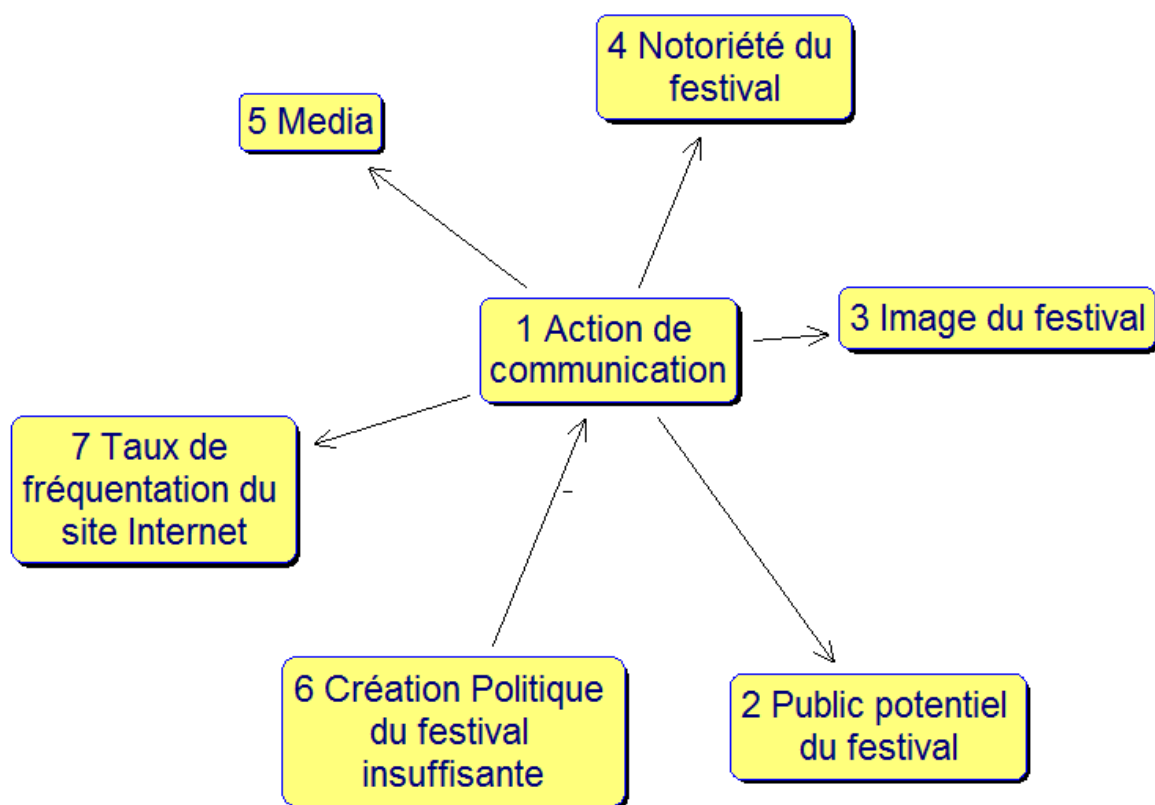 4 Notoriété du
festival
5 Media
1 Action de
communication
3 Image du festival
7 Taux de
fréquentation du
site Internet
-
6 Création Politique
du festival
insuffisante
2 Public potentiel
du festival